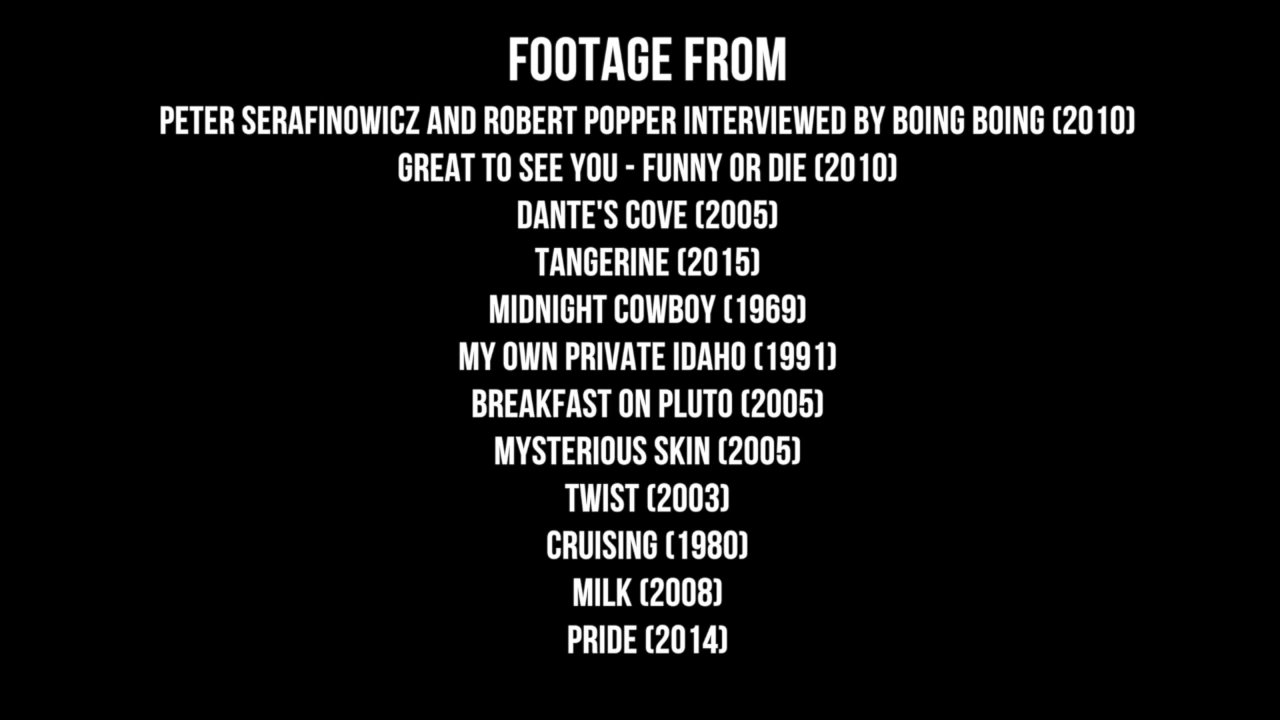 FOOTAGE FROM
PETER SERAFINOWICZ AND ROBERT POPPER INTERVIEWED BY BOING BOING (2010)
GREAT TO SEE YOU - FUNNY OR DIE (2010)
DANTE'S COVE (2005)
TANGERINE (2015)
MIDNIGHT COWBOY (1969)
MY OWN PRIVATE IDAHO (1991)
BREAKFAST ON PLUTO (2005)
MYSTERIOUS SKIN (2005)
TWIST (2003)
CRUISING (1980)
MILK (2008)
PRIDE (2014)